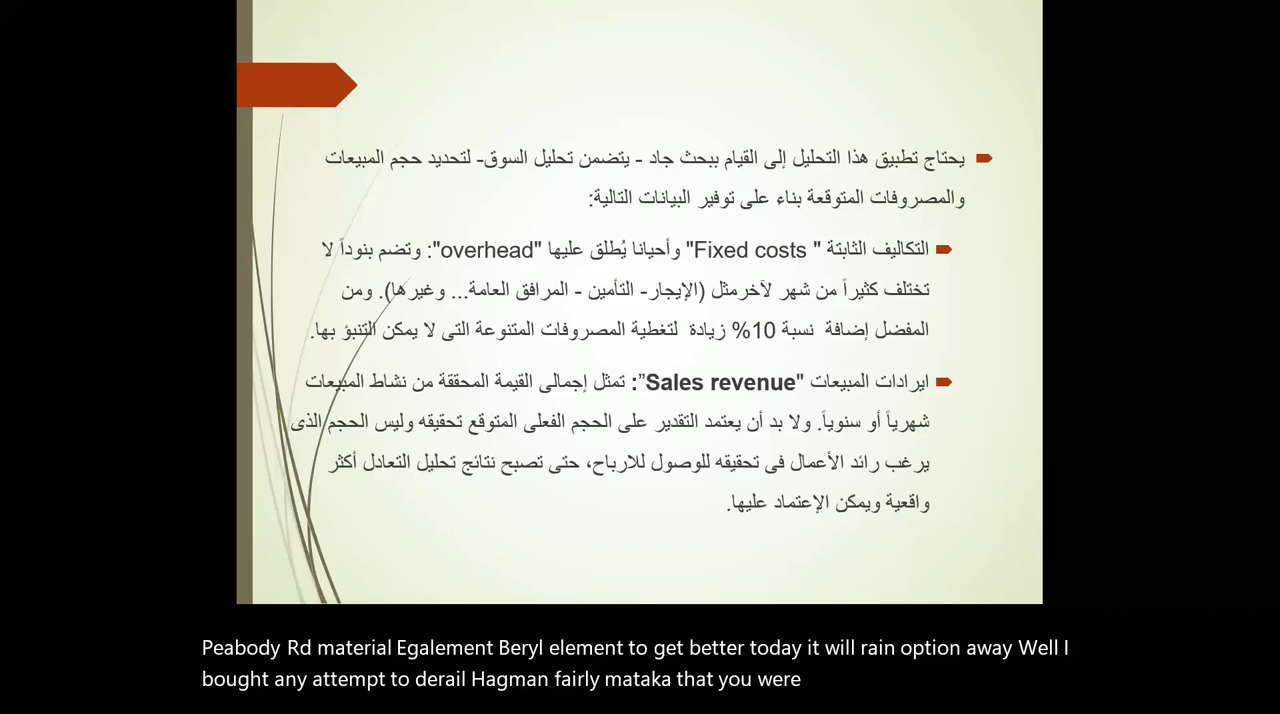 يحتاج تطبيق هذا التحليل إلى القيام ببحث جاد - يتضمن تحليل السوق- لتحديد حجم المبيعات
والمصروفات المتوقعة بناء على توفير البيانات التالية:
التكاليف الثابتة " Fixed costs" وأحيانا يُطلق عليها "overhead": وتضم بنوداً لا
تختلف كثيراً من شهر لآخرمثل (الإيجار- التأمين - المرافق العامة... وغيرها). ومن
المفضل إضافة نسبة 10% زيادة لتغطية المصروفات المتنوعة التى لا يمكن التنبؤ بها.
ايرادات المبيعات "Sales revenue": تمثل إجمالى القيمة المحققة من نشاط المبيعات
شهرياً أو سنوياً. ولا بد أن يعتمد التقدير على الحجم الفعلى المتوقع تحقيقه وليس الحجم الذى
يرغب رائد الأعمال فى تحقيقه للوصول للارباح، حتى تصبح نتائج تحليل التعادل أكثر
واقعية ويمكن الإعتماد عليها.
Peabody Rd material Egalement Beryl element to get better today it will rain option away Well I
bought any attempt to derail Hagman fairly mataka that you were